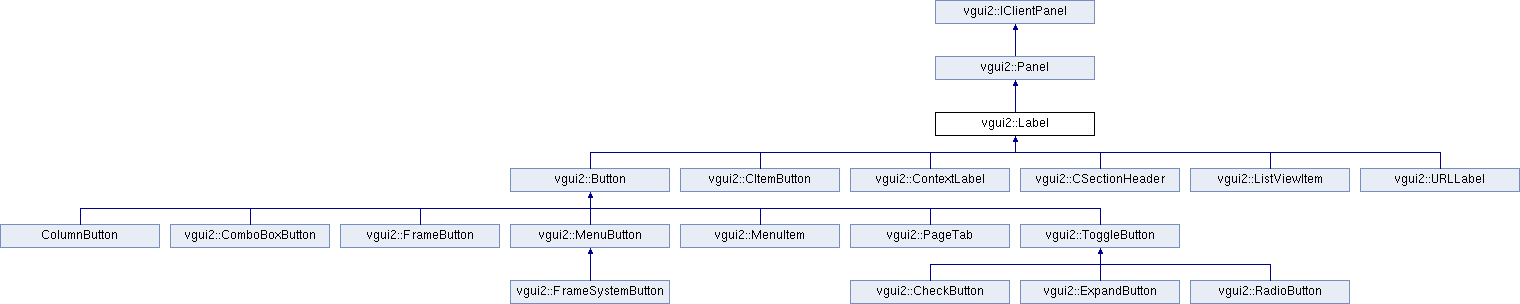 vgui2::IClientPanel
vgui2::Panel
vgui2::Label
vgui2::Button
vgui2::CItemButton
vgui2::ContextLabel
vgui2::CSectionHeader
vgui2::ListViewItem
vgui2::URLLabel
ColumnButton
vgui2::ComboBoxButton
vgui2::FrameButton
vgui2::MenuButton
vgui2::MenuItem
vgui2::PageTab
vgui2::ToggleButton
vgui2::FrameSystemButton
vgui2::CheckButton
vgui2::ExpandButton
vgui2::RadioButton